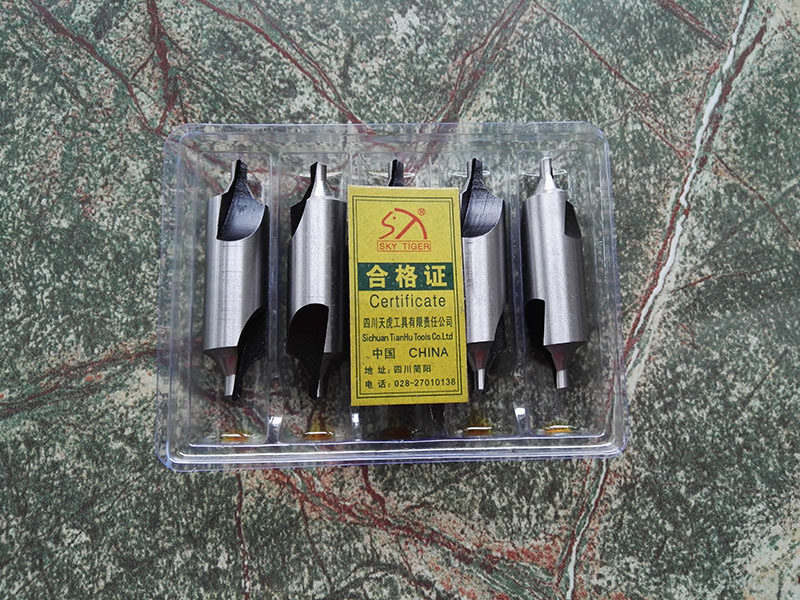 SKY TIGER
®
合格证
Certificate
四川天虎工具有限责任公司
Sichuan TianHu Tools Co.Ltd
中国 CHINA
地 址: 四川简阳
电 话: 028-27010138